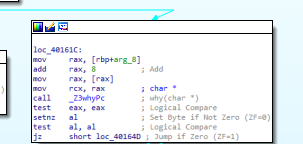 loc_40161C:
mov rax, [rbp+arg_8]
add rax, 8 ; Add
mov rax, [rax]
mov rcx, rax ; char *
call _Z3whyPc ; why(char *)
test eax, eax ; Logical Compare
setnz al ; Set Byte if Not Zero (ZF=0)
test al, al ; Logical Compare
jz short loc_40164D ; Jump if Zero (ZF=1)